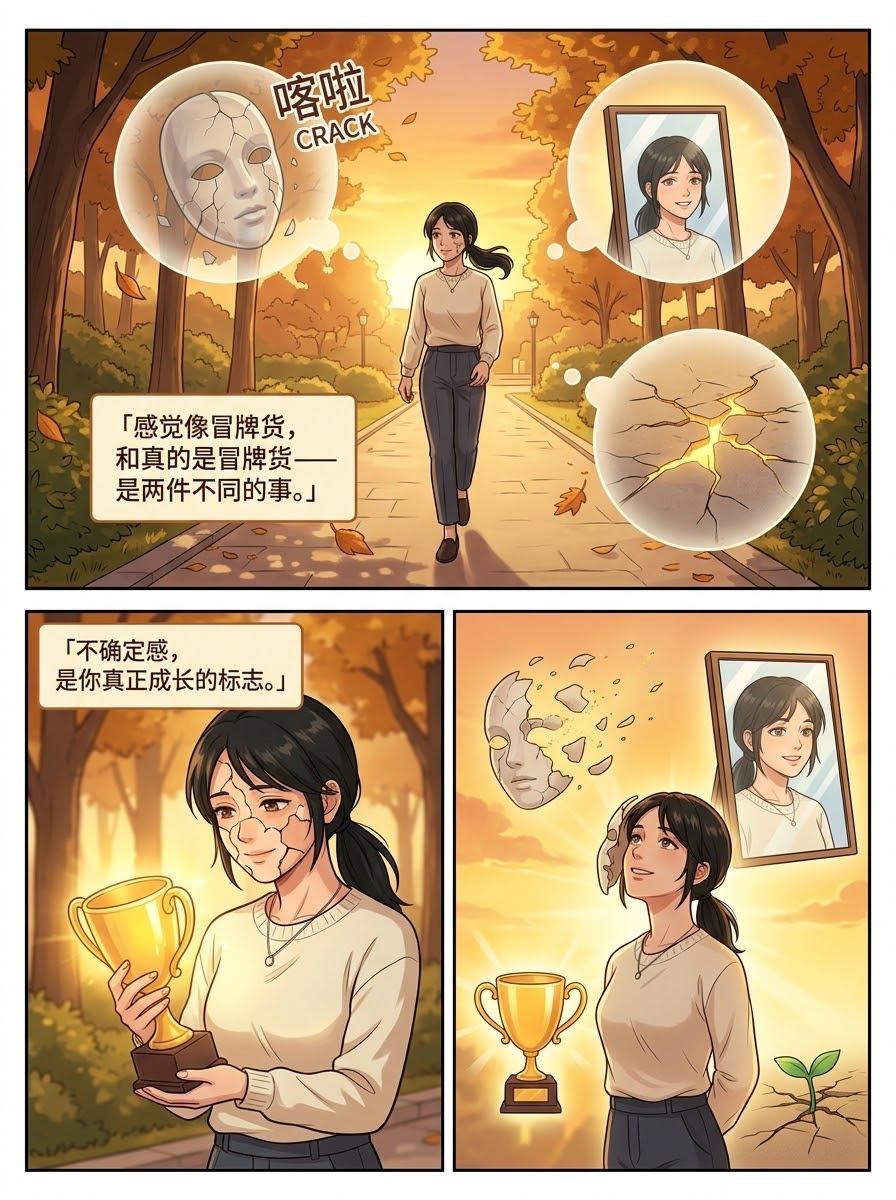 喀啦
CRACK
「感觉像冒牌货，
和真的是冒牌货——
是两件不同的事。」
「不确定感，
是你真正成长的标志。」